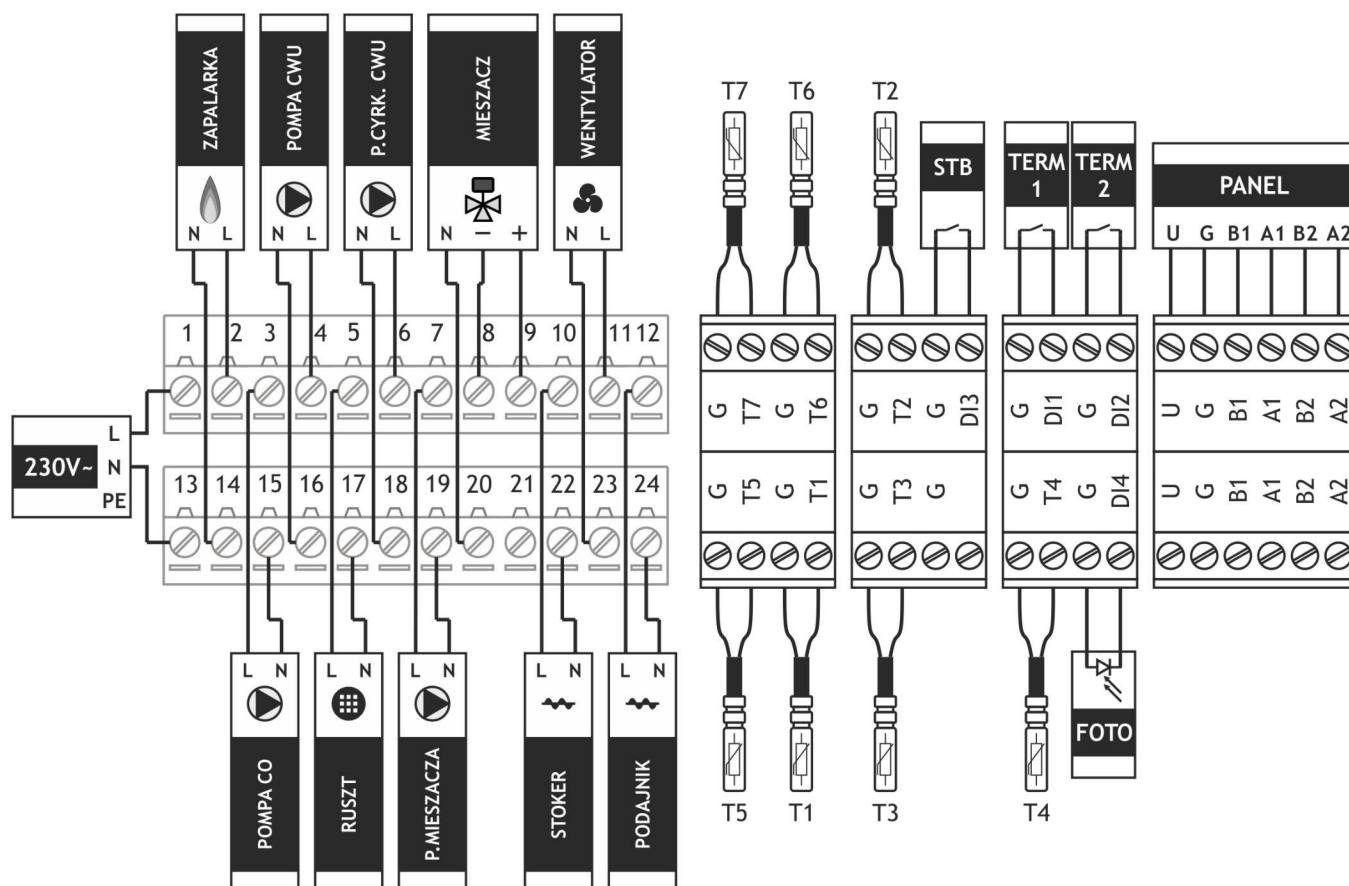 ZAPALARKA
POMPA CWU
P.CYRK. CWU
MIESZACZ
WENTYLATOR
N L
N L
N L
N − +
N L
T7 T6 T2
STB
TERM 1
TERM 2
PANEL
U G B1 A1 B2 A2
1 2 3 4 5 6 7 8 9 10 11 12
G T7 G T6
G T2 G DI3
G DI1 G DI2
U G B1 A1 B2 A2
230V~
L
N
PE
13 14 15 16 17 18 19 20 21 22 23 24
G T5 G T1
G T3 G
G T4 G DI4
U G B1 A1 B2 A2
L N
L N
L N
L N
L N
POMPA CO
RUSZT
P.MIESZACZA
STOKER
PODAJNIK
FOTO
T5 T1 T3 T4